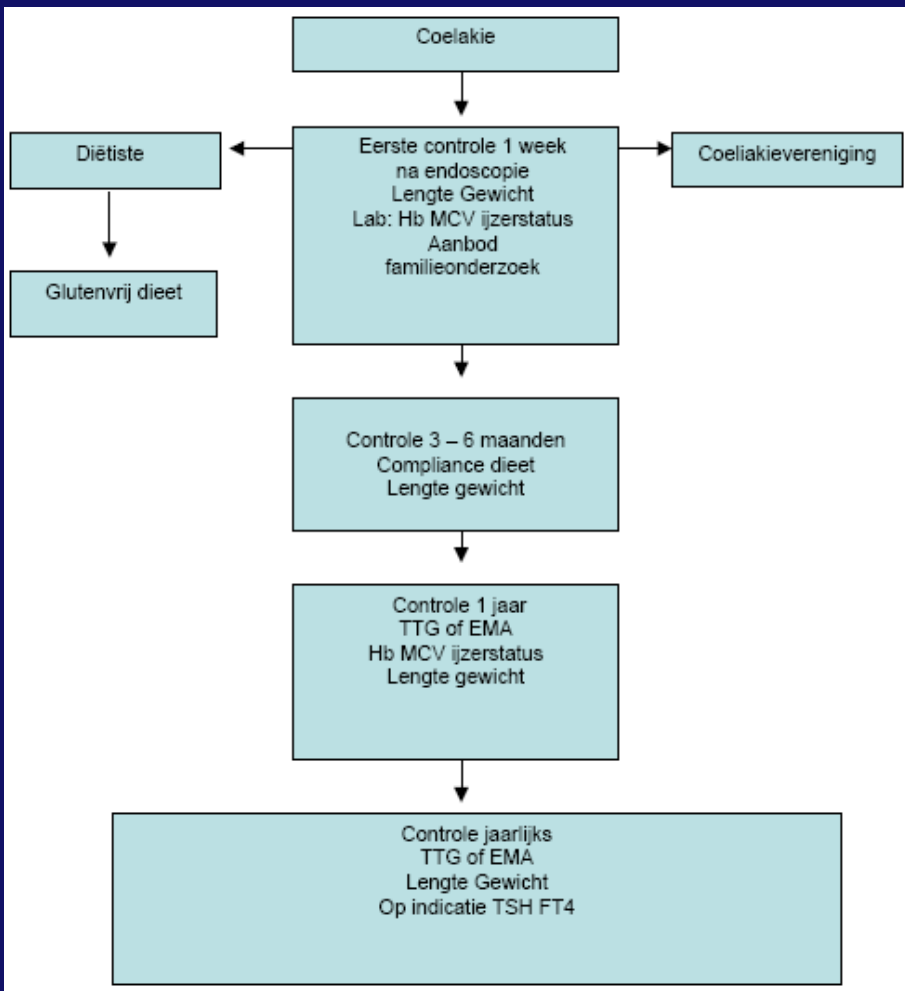 Coelakie
Diëtiste
Eerste controle 1 week
na endoscopie
Lengte Gewicht
Lab: Hb MCV ijzerstatus
Aanbod
familieonderzoek
Coeliakievereniging
Glutenvrij dieet
Controle 3 – 6 maanden
Compliance dieet
Lengte gewicht
Controle 1 jaar
TTG of EMA
Hb MCV ijzerstatus
Lengte gewicht
Controle jaarlijks
TTG of EMA
Lengte Gewicht
Op indicatie TSH FT4